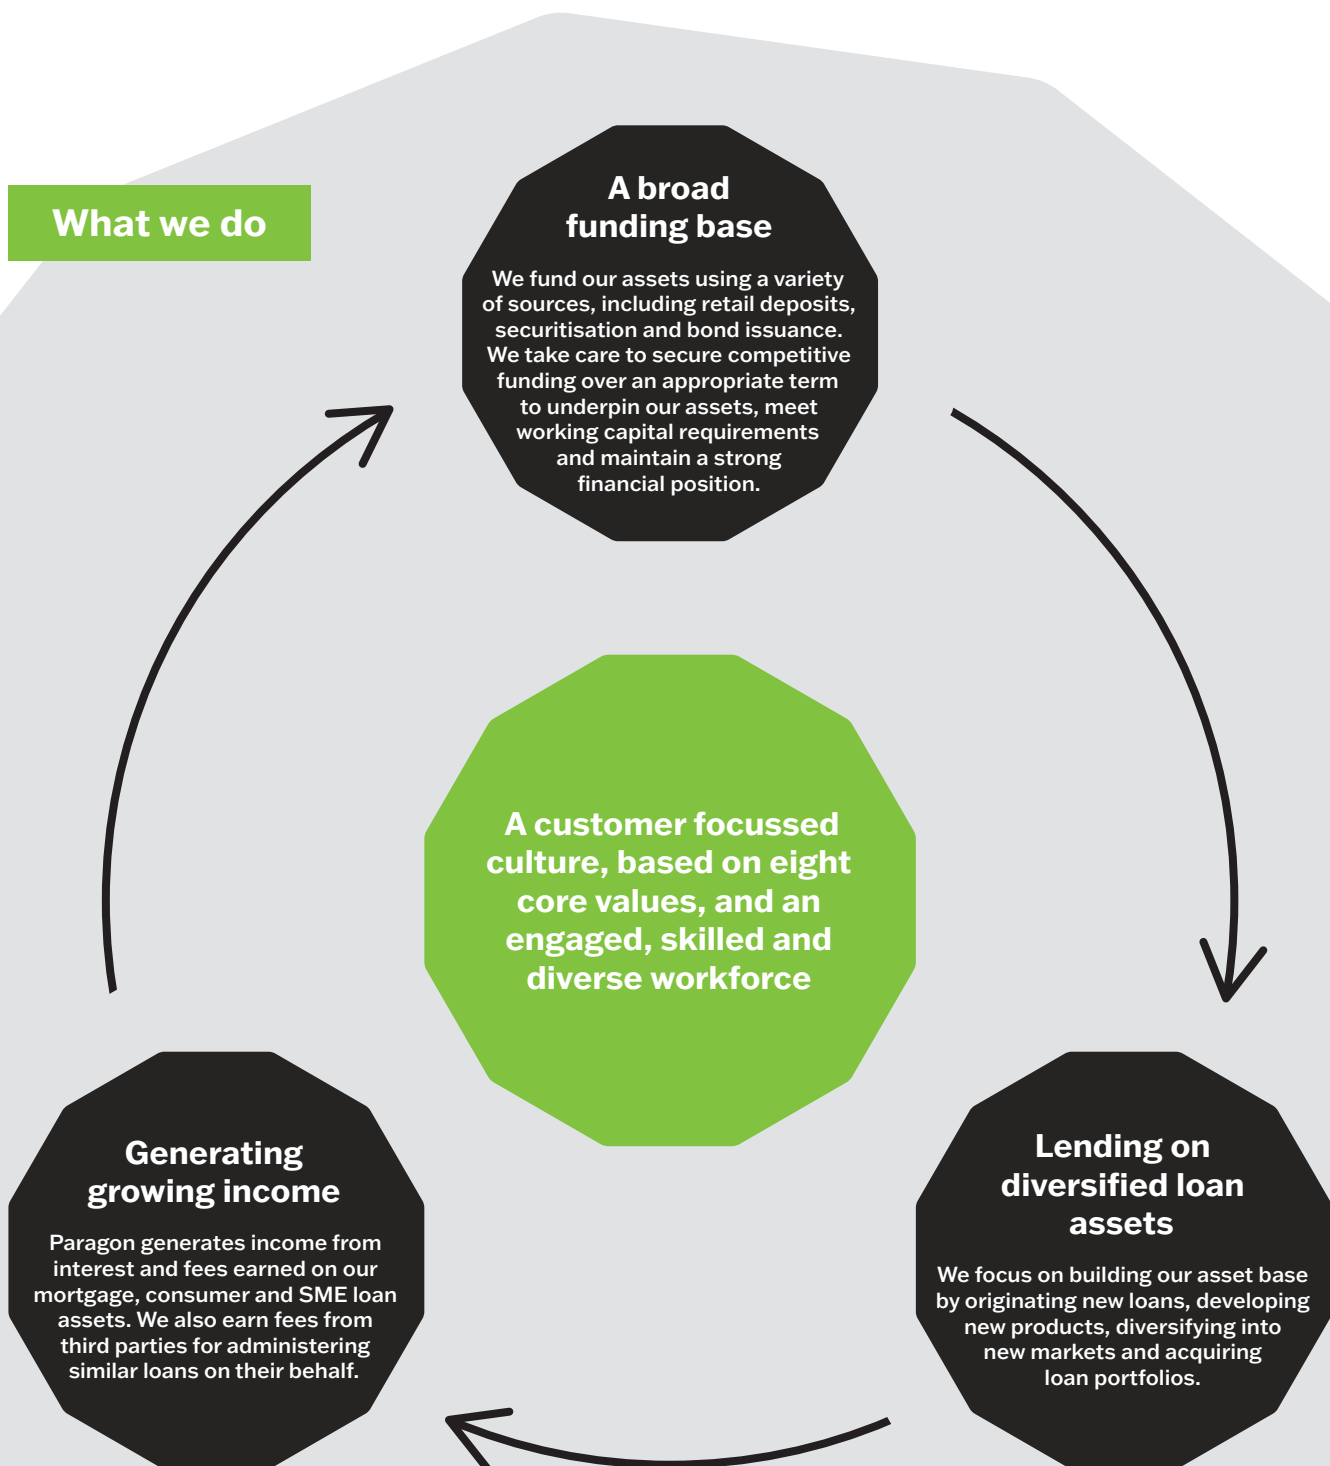 What we do
A broad
funding base
We fund our assets using a variety
of sources, including retail deposits,
securitisation and bond issuance.
We take care to secure competitive
funding over an appropriate term
to underpin our assets, meet
working capital requirements
and maintain a strong
financial position.
A customer focussed
culture, based on eight
core values, and an
engaged, skilled and
diverse workforce
Generating
growing income
Paragon generates income from
interest and fees earned on our
mortgage, consumer and SME loan
assets. We also earn fees from
third parties for administering
similar loans on their behalf.
Lending on
diversified loan
assets
We focus on building our asset base
by originating new loans, developing
new products, diversifying into
new markets and acquiring
loan portfolios.